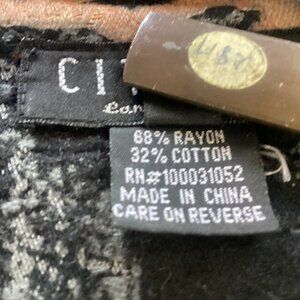 68% RAYON
32% COTTON
RN#100031052
MADE IN CHINA
CARE ON REVERSE